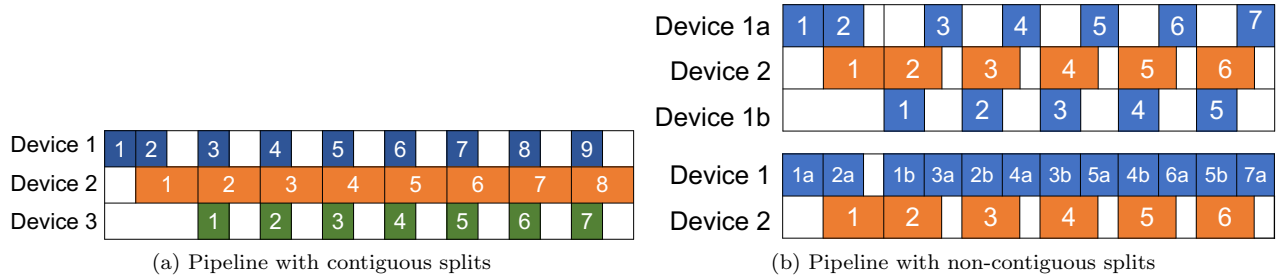 Device 1 1 2 3 4 5 6 7 8 9
Device 2 1 2 3 4 5 6 7 8
Device 3 1 2 3 4 5 6 7
(a) Pipeline with contiguous splits
Device 1a 1 2 3 4 5 6 7
Device 2 1 2 3 4 5 6
Device 1b 1 2 3 4 5
Device 1 1a 2a 1b 3a 2b 4a 3b 5a 4b 6a 5b 7a
Device 2 1 2 3 4 5 6
(b) Pipeline with non-contiguous splits